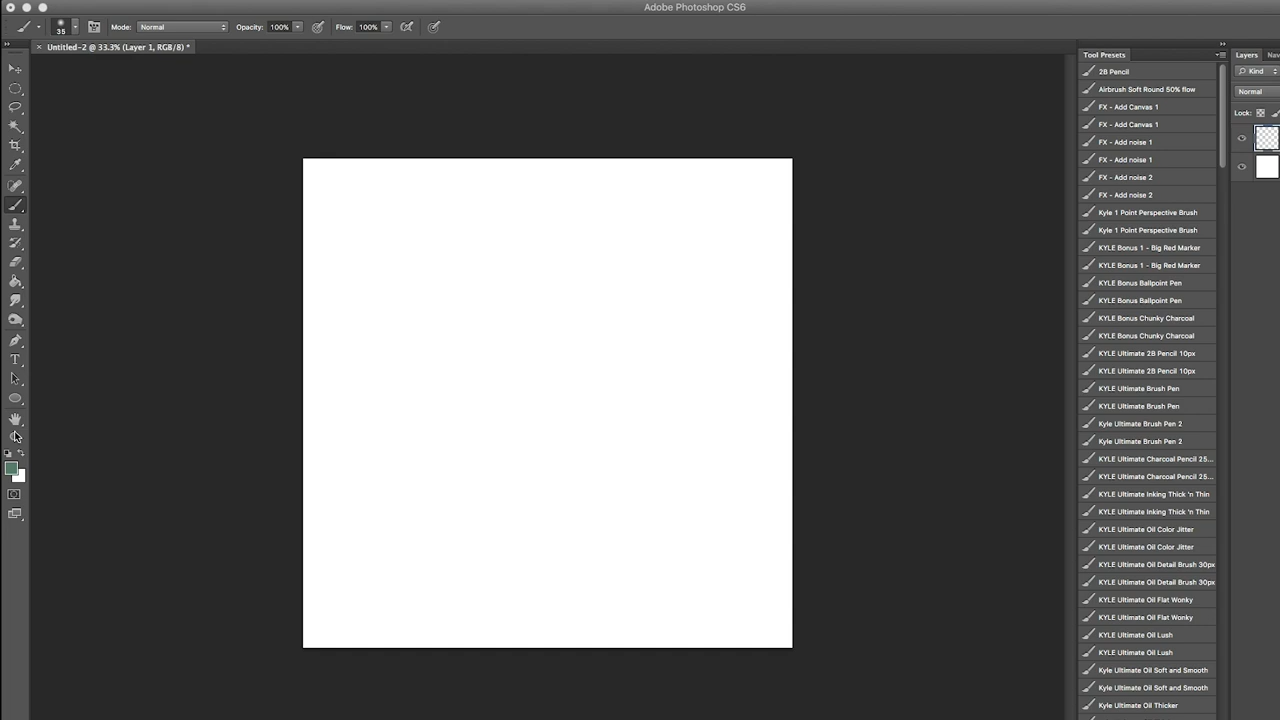 Adobe Photoshop CS6
35 Mode: Normal Opacity: 100% Flow: 100%
× Untitled-2 @ 33.3% (Layer 1, RGB/8) *
Tool Presets
2B Pencil
Airbrush Soft Round 50% flow
FX - Add Canvas 1
FX - Add Canvas 1
FX - Add noise 1
FX - Add noise 1
FX - Add noise 2
FX - Add noise 2
Kyle 1 Point Perspective Brush
Kyle 1 Point Perspective Brush
KYLE Bonus 1 - Big Red Marker
KYLE Bonus 1 - Big Red Marker
KYLE Bonus Ballpoint Pen
KYLE Bonus Ballpoint Pen
KYLE Bonus Chunky Charcoal
KYLE Bonus Chunky Charcoal
KYLE Ultimate 2B Pencil 10px
KYLE Ultimate 2B Pencil 10px
KYLE Ultimate Brush Pen
KYLE Ultimate Brush Pen
Kyle Ultimate Brush Pen 2
Kyle Ultimate Brush Pen 2
KYLE Ultimate Charcoal Pencil 25...
KYLE Ultimate Charcoal Pencil 25...
KYLE Ultimate Inking Thick 'n Thin
KYLE Ultimate Inking Thick 'n Thin
KYLE Ultimate Oil Color Jitter
KYLE Ultimate Oil Color Jitter
KYLE Ultimate Oil Detail Brush 30px
KYLE Ultimate Oil Detail Brush 30px
KYLE Ultimate Oil Flat Wonky
KYLE Ultimate Oil Flat Wonky
KYLE Ultimate Oil Lush
KYLE Ultimate Oil Lush
Kyle Ultimate Oil Soft and Smooth
Kyle Ultimate Oil Soft and Smooth
Kyle Ultimate Oil Thicker
Layers Nav
Kind
Normal
Lock: